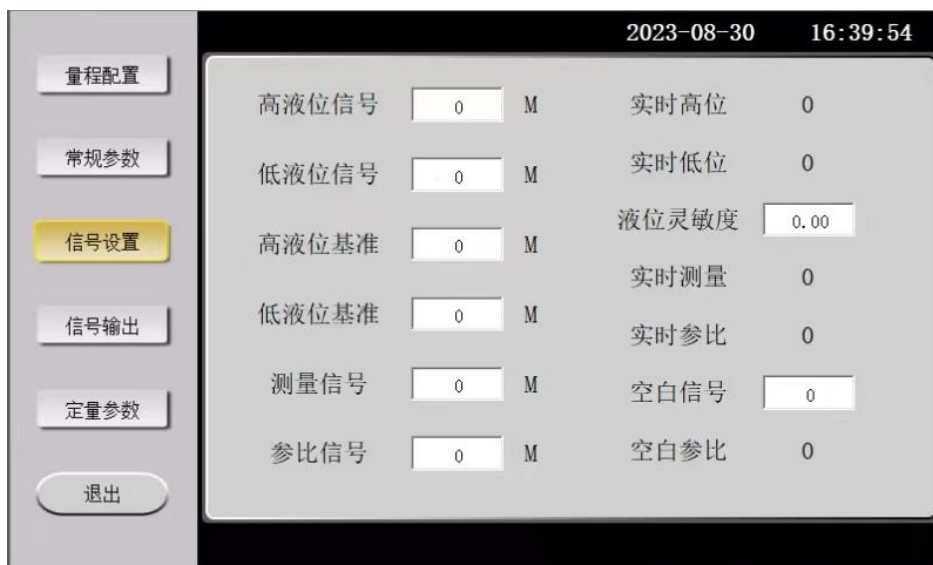 2023-08-30 16:39:54
量程配置
常规参数
信号设置
信号输出
定量参数
退出
高液位信号 0 M
低液位信号 0 M
高液位基准 0 M
低液位基准 0 M
测量信号 0 M
参比信号 0 M
实时高位 0
实时低位 0
液位灵敏度 0.00
实时测量 0
实时参比 0
空白信号 0
空白参比 0